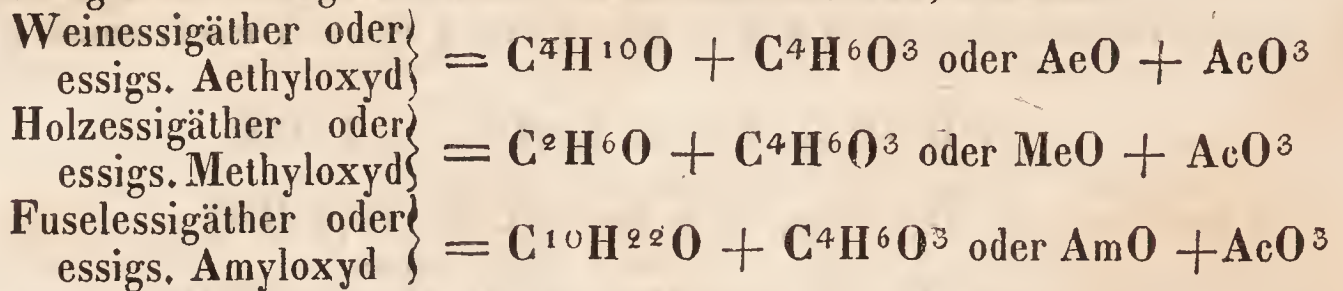 Weinessigäther oder
essigs. Aethyloxyd } = C⁴H¹⁰O + C⁴H⁶O³ oder AeO + AcO³
Holzessigäther oder
essigs. Methyloxyd } = C²H⁶O + C⁴H⁶O³ oder MeO + AcO³
Fuselessigäther oder
essigs. Amyloxyd } = C¹⁰H²²O + C⁴H⁶O³ oder AmO + AcO³